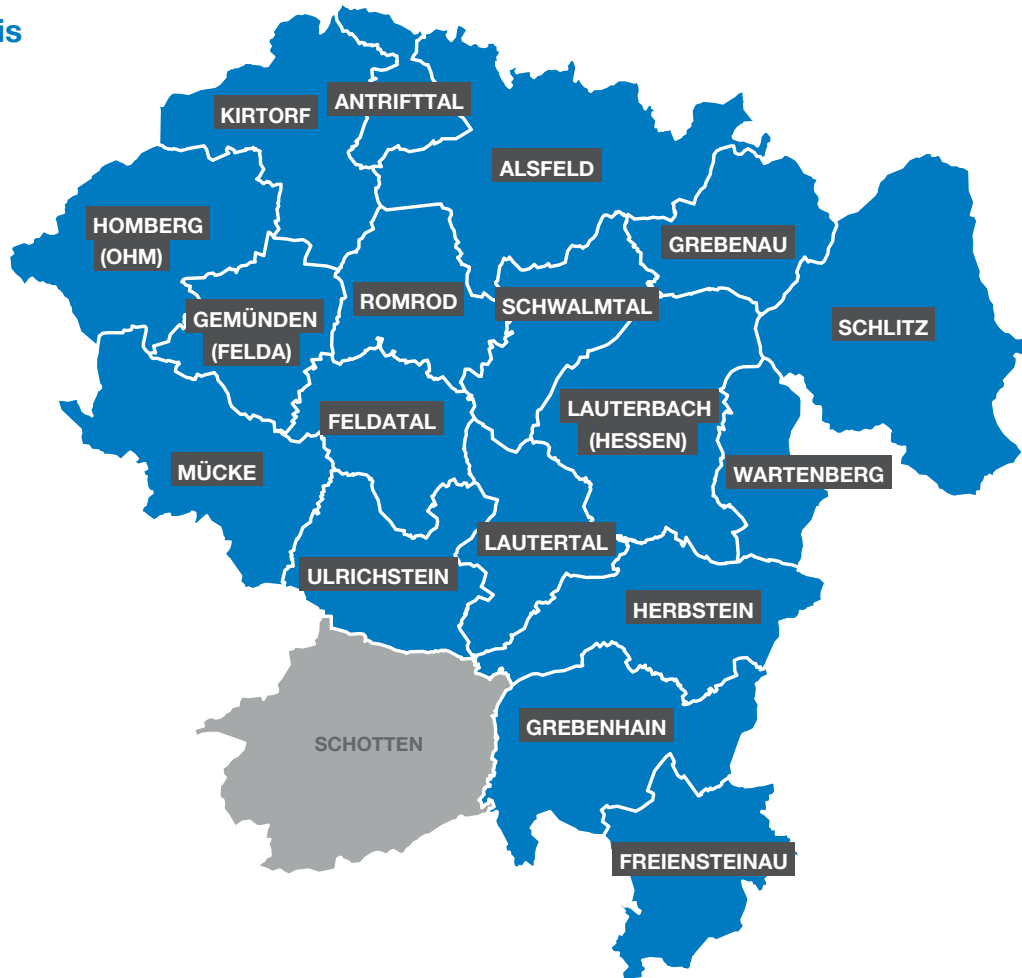 is
ANTRIFTTAL
KIRTORF
ALSFELD
HOMBERG
(OHM)
GREBENAU
ROMROD
SCHWALMTAL
GEMÜNDEN
(FELDA)
SCHLITZ
LAUTERBACH
(HESSEN)
FELDATAL
MÜCKE
WARTENBERG
LAUTERTAL
ULRICHSTEIN
HERBSTEIN
GREBENHAIN
SCHOTTEN
FREIENSTEINAU